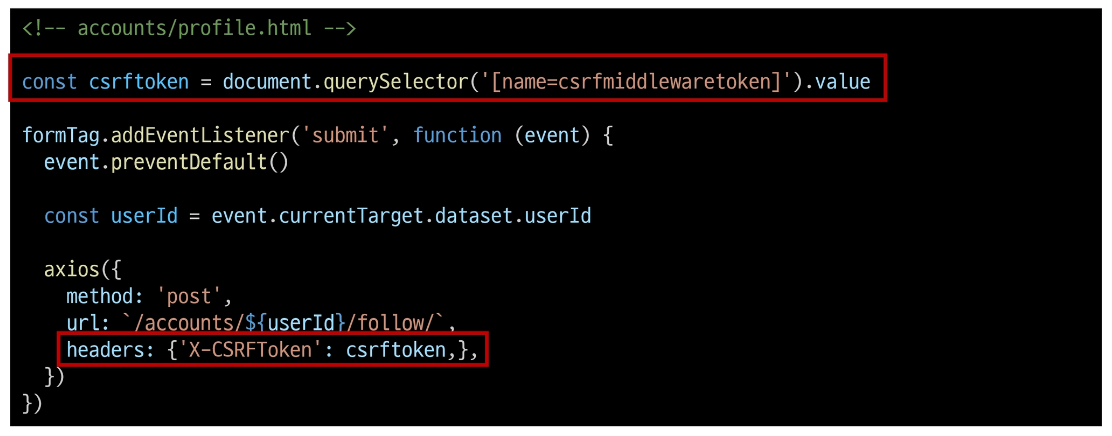 <!-- accounts/profile.html -->
const csrftoken = document.querySelector('[name=csrfmiddlewaretoken]').value
formTag.addEventListener('submit', function (event) {
event.preventDefault()
const userId = event.currentTarget.dataset.userId
axios({
method: 'post',
url: `/accounts/${userId}/follow/`,
headers: {'X-CSRFToken': csrftoken,},
})
})